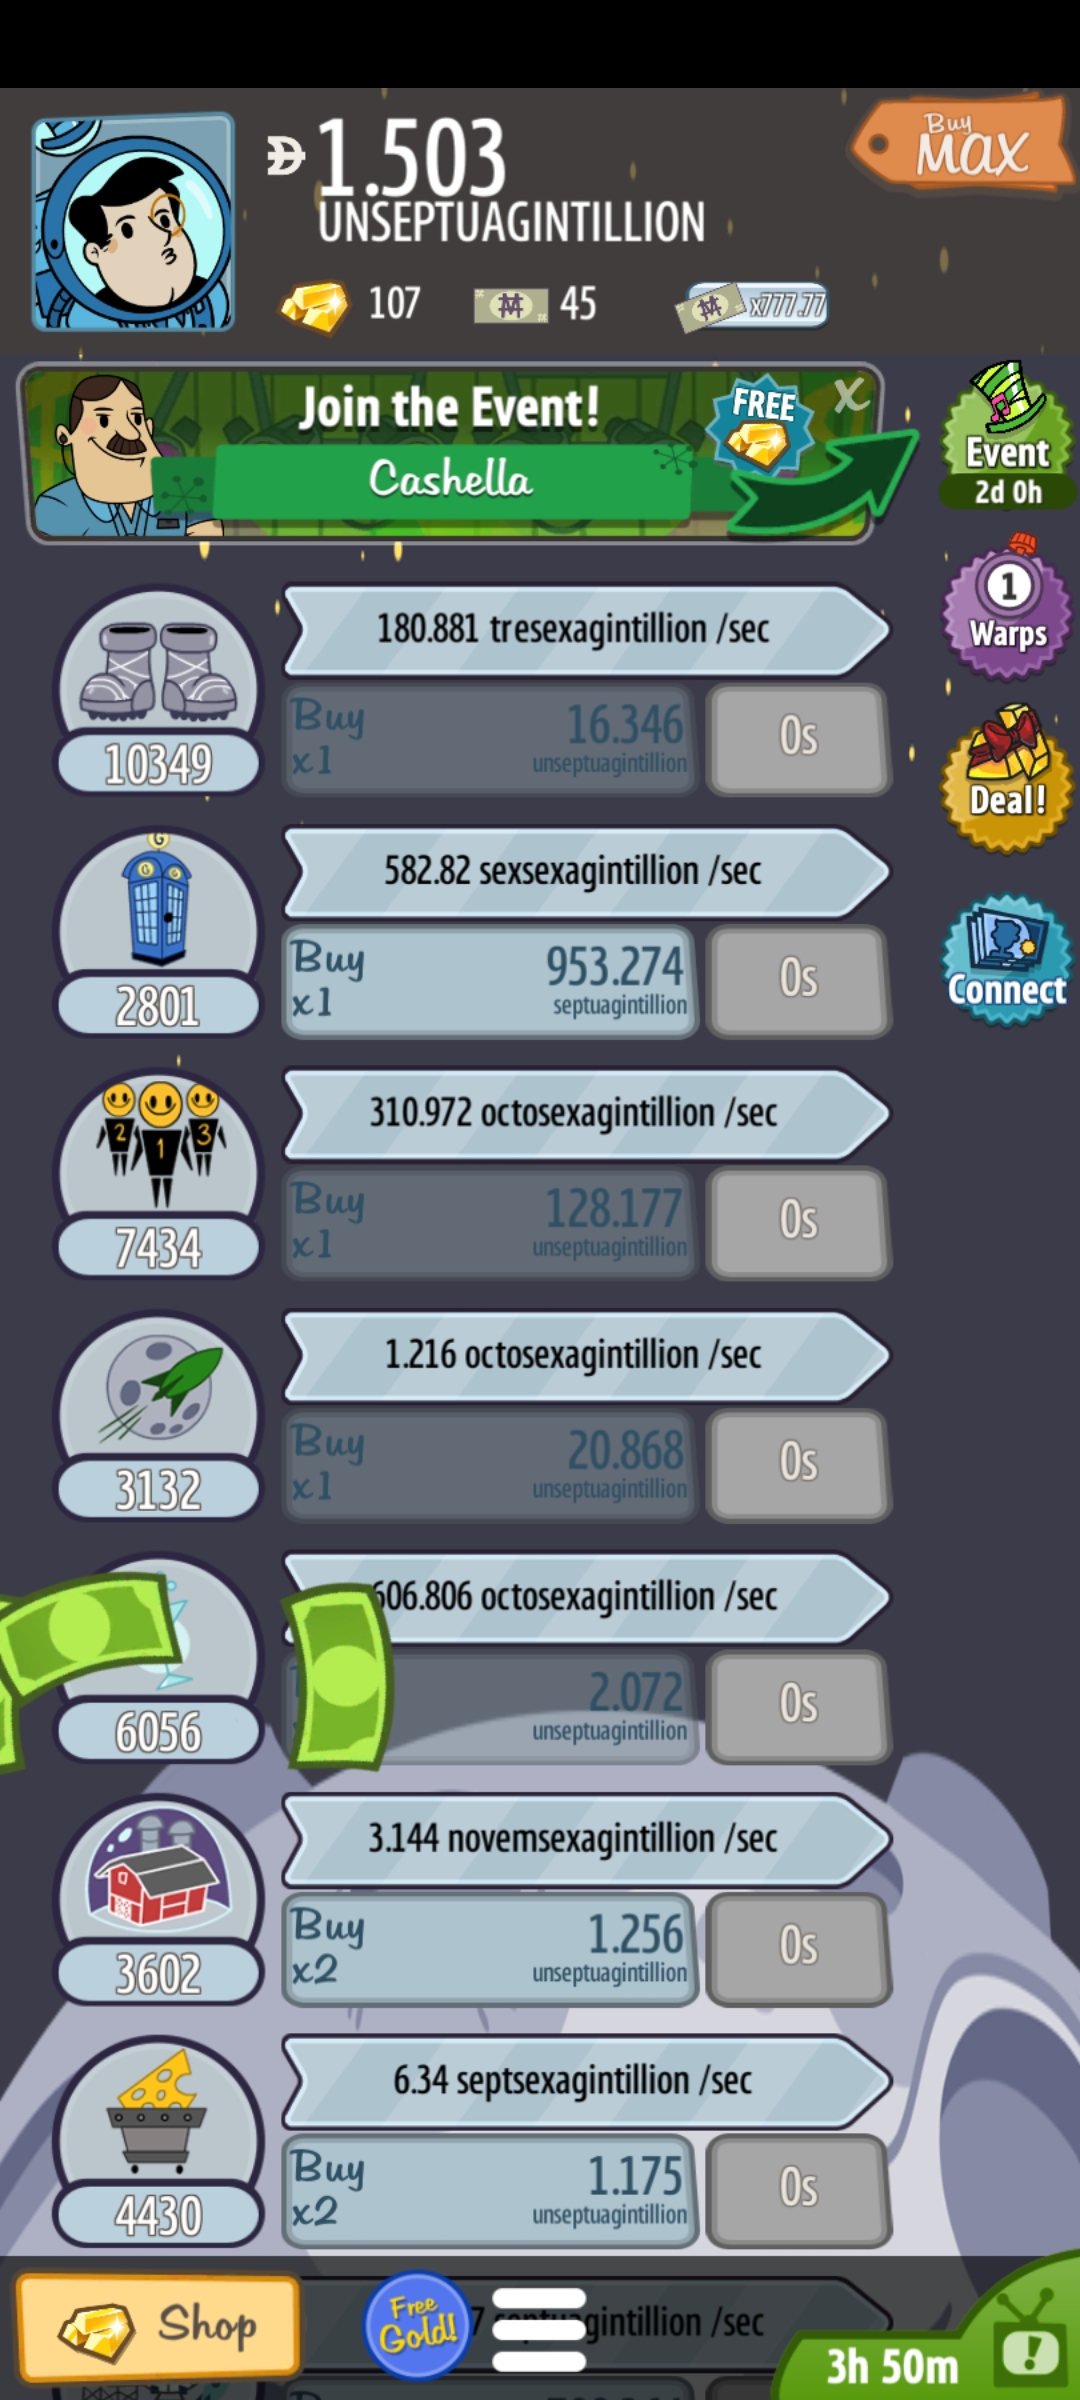 1.503
UNSEPTUAGINTILLION
Buy
MAX
107
45
x777.77
Join the Event!
Cashella
FREE
X
Event
2d 0h
1
Warps
Deal!
Connect
180.881 tresexagintillion /sec
10349
Buy
x1
16.346
unseptuagintillion
0s
G
G
G
582.82 sexsexagintillion /sec
2801
Buy
x1
953.274
septuagintillion
0s
2
1
3
310.972 octosexagintillion /sec
7434
Buy
x1
128.177
unseptuagintillion
0s
1.216 octosexagintillion /sec
3132
Buy
x1
20.868
unseptuagintillion
0s
606.806 octosexagintillion /sec
6056
2.072
unseptuagintillion
0s
3.144 novemsexagintillion /sec
3602
Buy
x2
1.256
unseptuagintillion
0s
6.34 septsexagintillion /sec
4430
Buy
x2
1.175
unseptuagintillion
0s
Shop
Free
Gold!
7 septuagintillion /sec
3h 50m
!